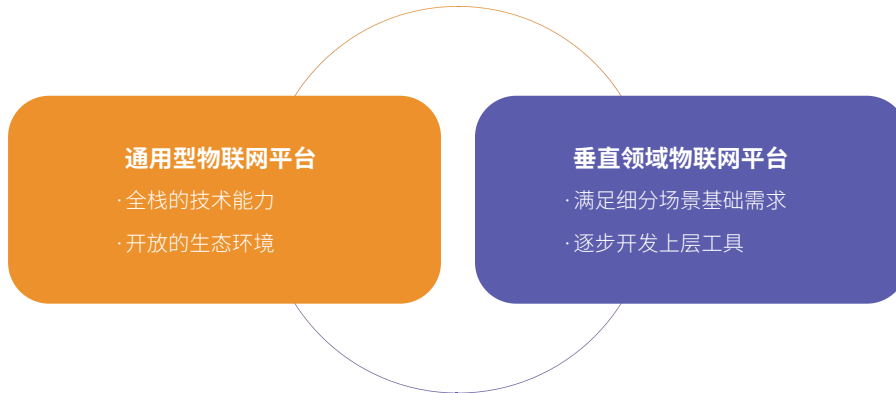 通用型物联网平台
·全栈的技术能力
·开放的生态环境
垂直领域物联网平台
·满足细分场景基础需求
·逐步开发上层工具